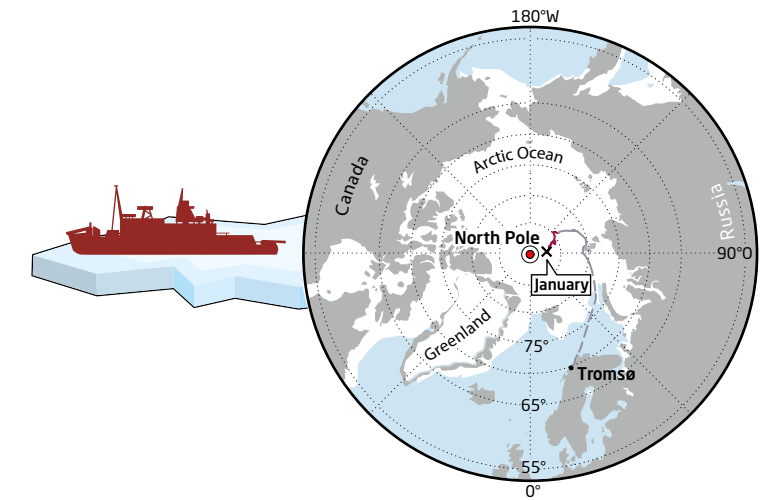 180°W
Arctic Ocean
Canada
Russia
North Pole
90°O
January
Greenland
75°
Tromsø
65°
55°
0°